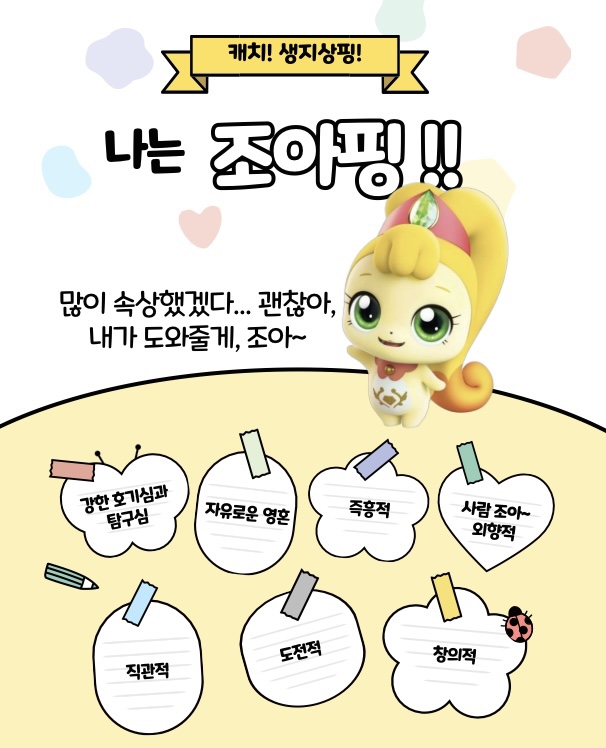 캐치! 생지상핑!
나는 조아핑!!
많이 속상했겠다... 괜찮아,
내가 도와줄게, 조아~
강한 호기심과
탐구심
자유로운 영혼
즉흥적
사람 조아~
외향적
직관적
도전적
창의적